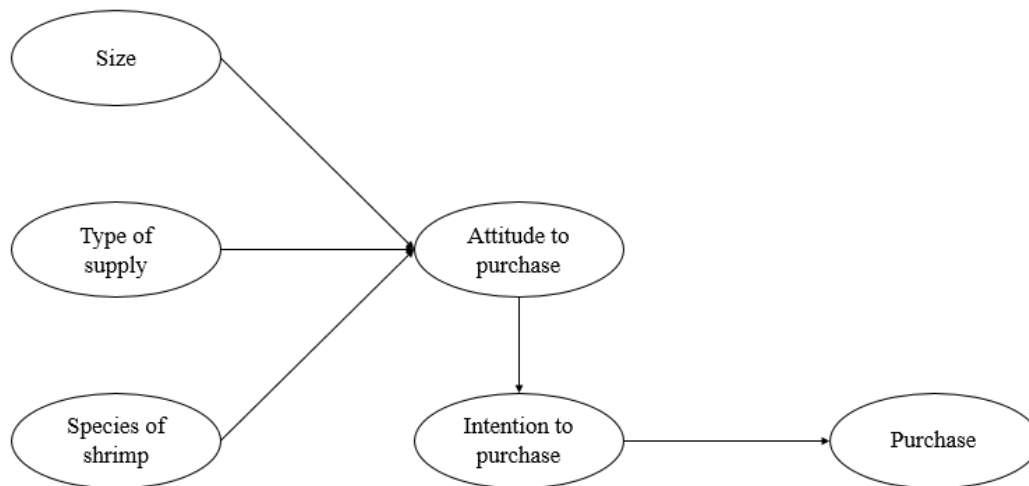 Size
Type of
supply
Attitude to
purchase
Species of
shrimp
Intention to
purchase
Purchase